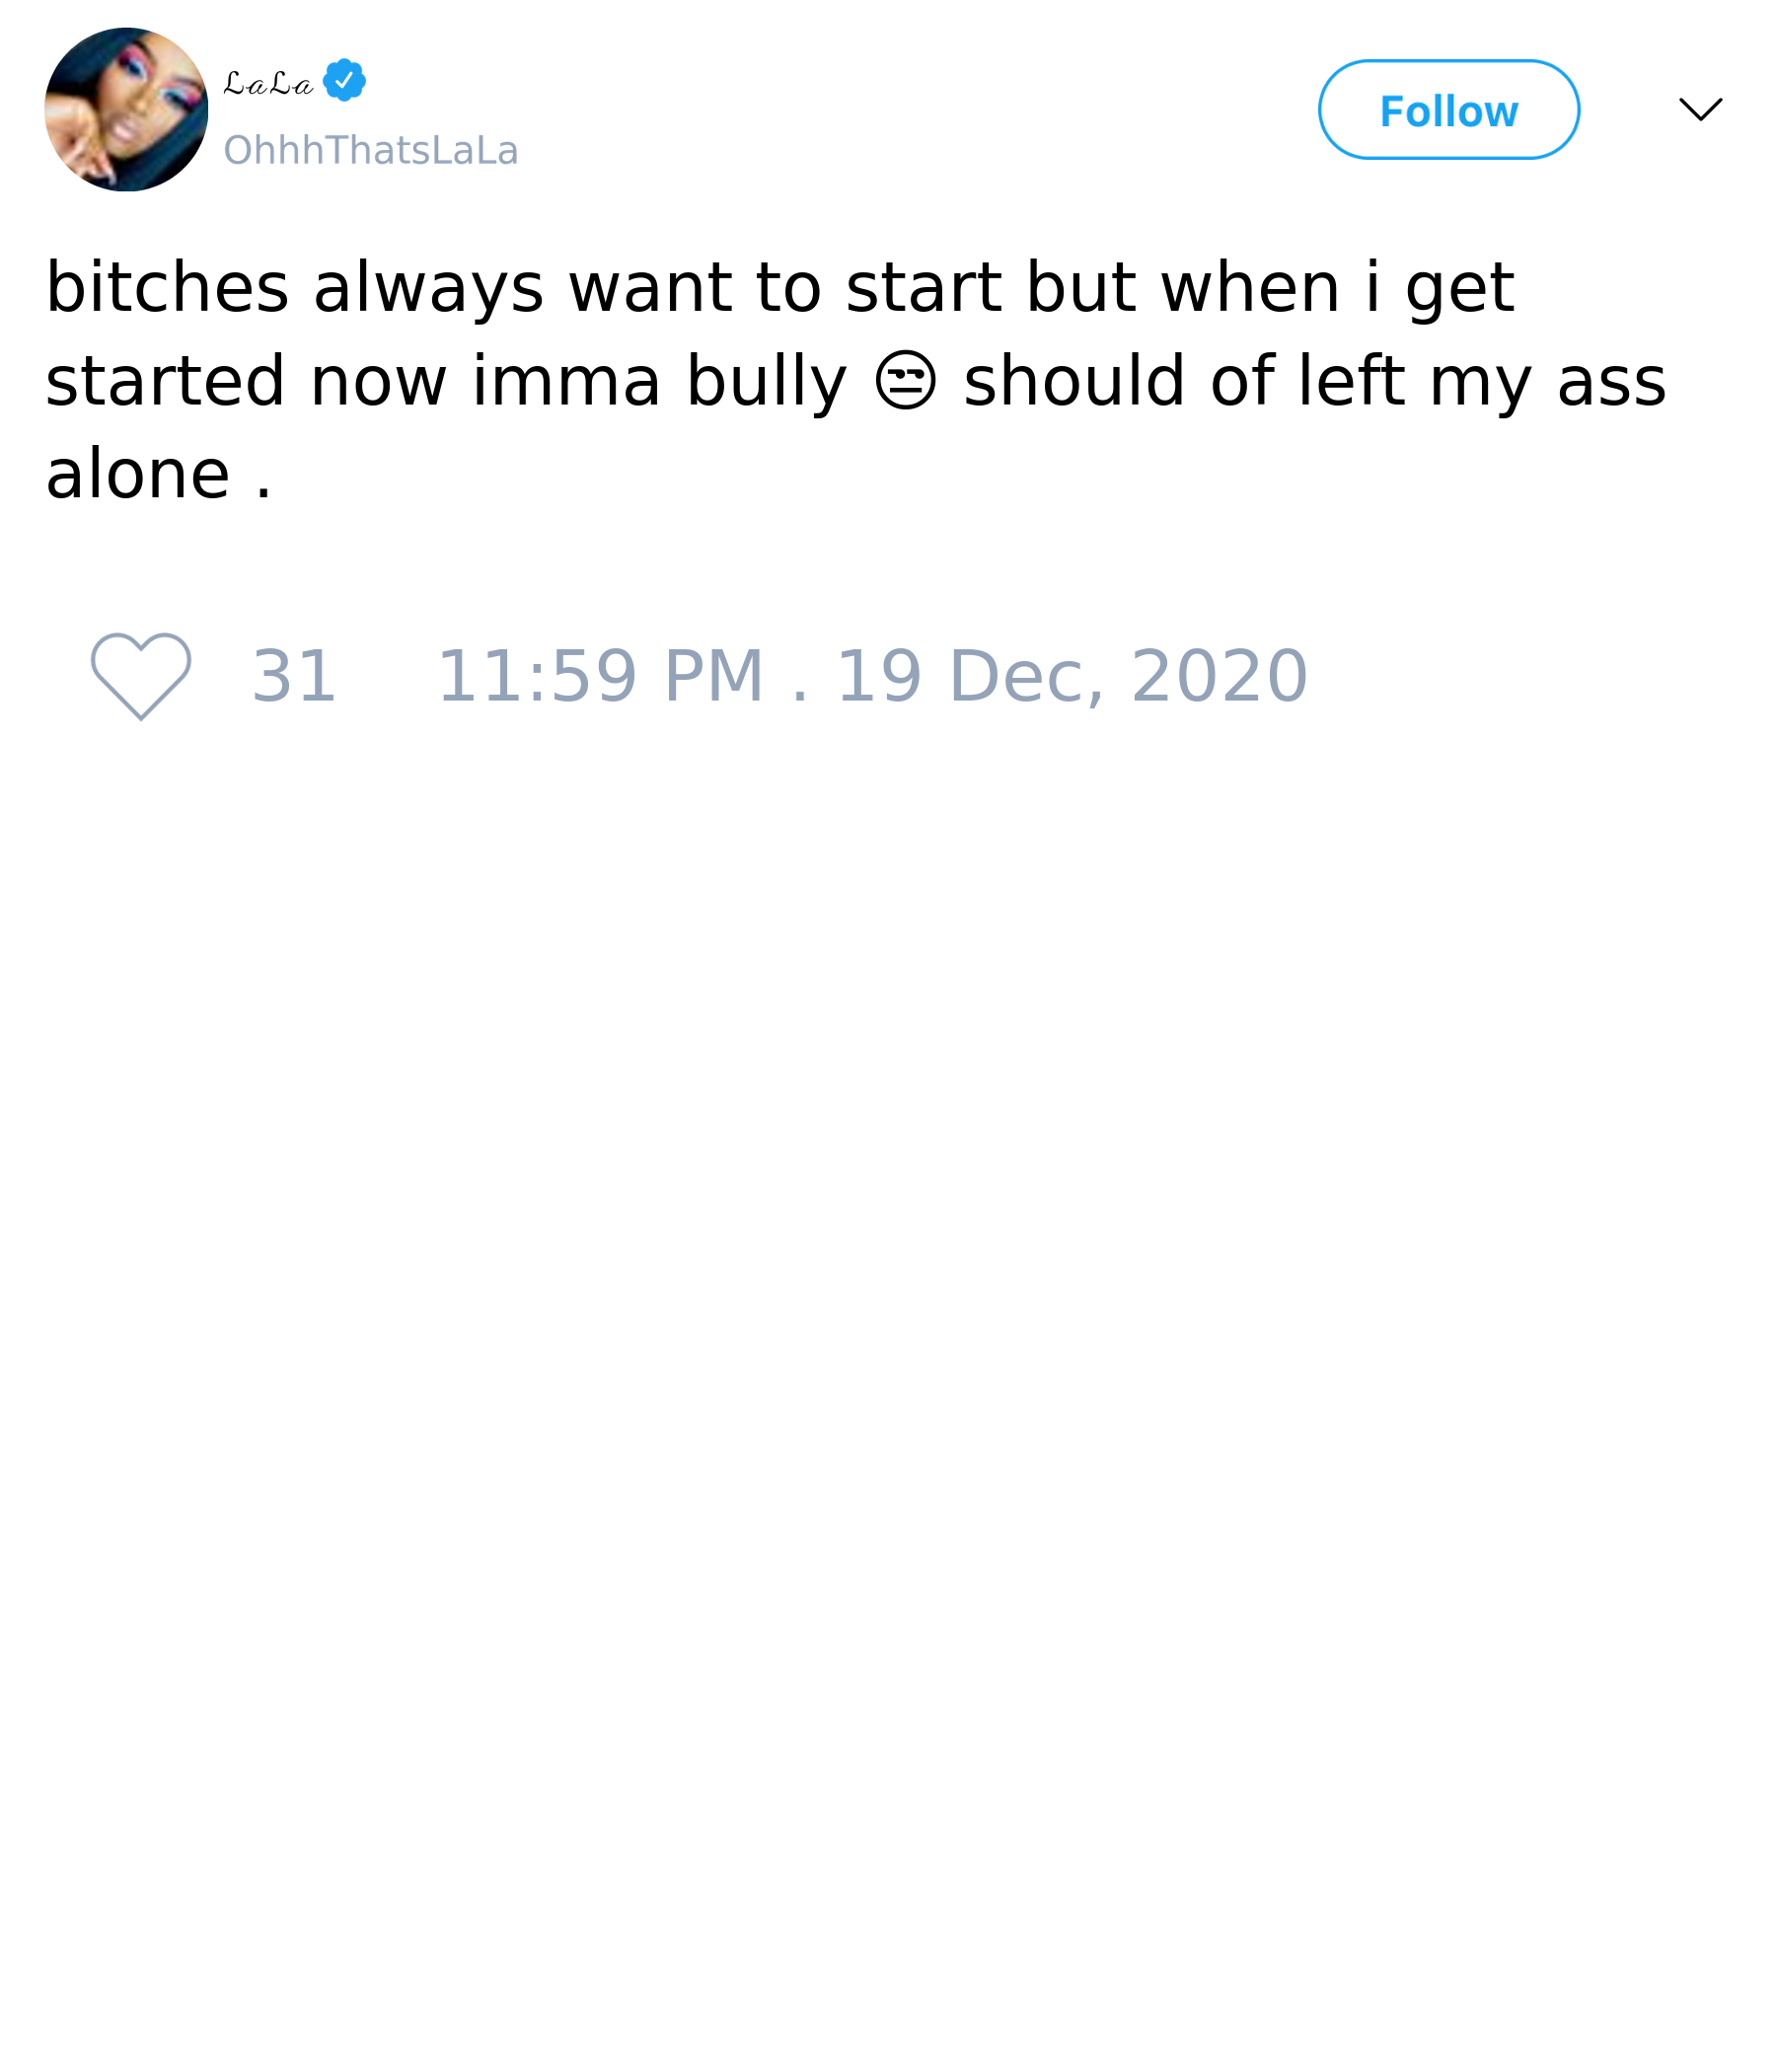 ℒ𝒶ℒ𝒶
OhhhThatsLaLa
Follow
bitches always want to start but when i get
started now imma bully 😒 should of left my ass
alone .
31 11:59 PM . 19 Dec, 2020